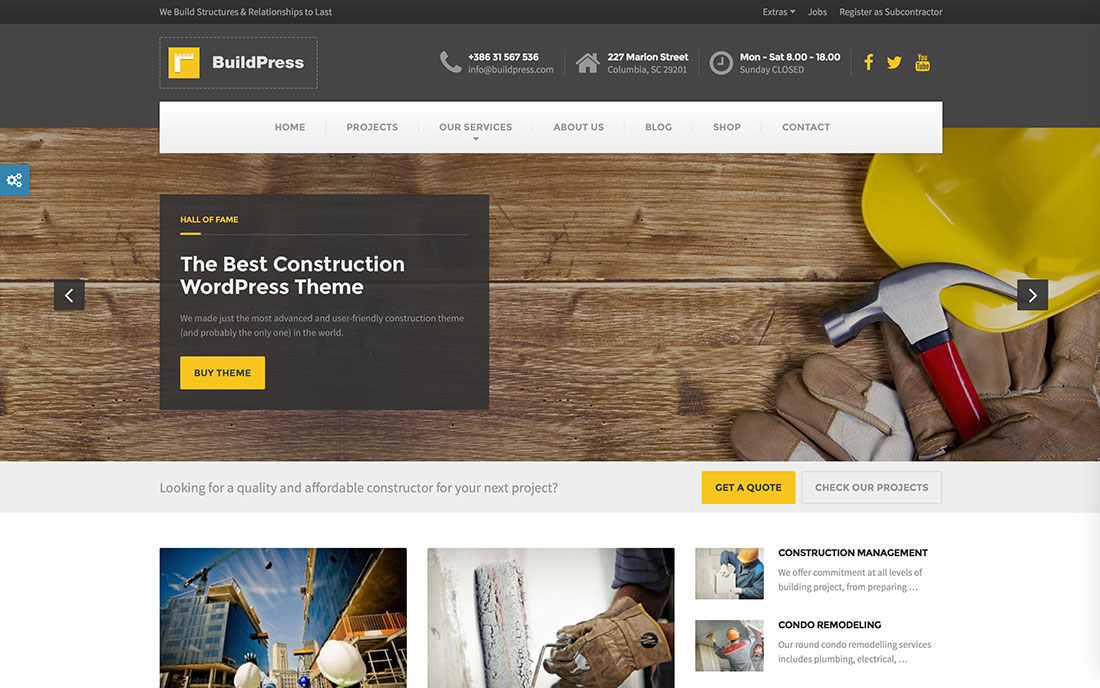 We Build Structures & Relationships to Last
Extras Jobs Register as Subcontractor
BuildPress
+386 31 567 536
info@buildpress.com
227 Marion Street
Columbia, SC 29201
Mon - Sat 8.00 - 18.00
Sunday CLOSED
You
Tube
HOME PROJECTS OUR SERVICES ABOUT US BLOG SHOP CONTACT
HALL OF FAME
The Best Construction
WordPress Theme
We made just the most advanced and user-friendly construction theme
(and probably the only one) in the world.
BUY THEME
Looking for a quality and affordable constructor for your next project?
GET A QUOTE
CHECK OUR PROJECTS
CONSTRUCTION MANAGEMENT
We offer commitment at all levels of
building project, from preparing …
CONDO REMODELING
Our round condo remodelling services
includes plumbing, electrical, …